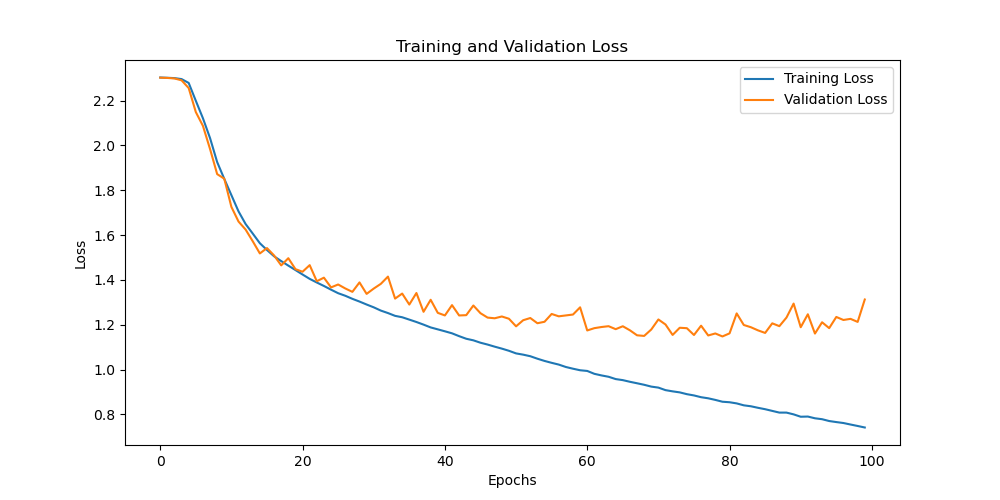 Training and Validation Loss
Training Loss
Validation Loss
2.2
2.0
1.8
1.6
1.4
1.2
1.0
0.8
Loss
0 20 40 60 80 100
Epochs